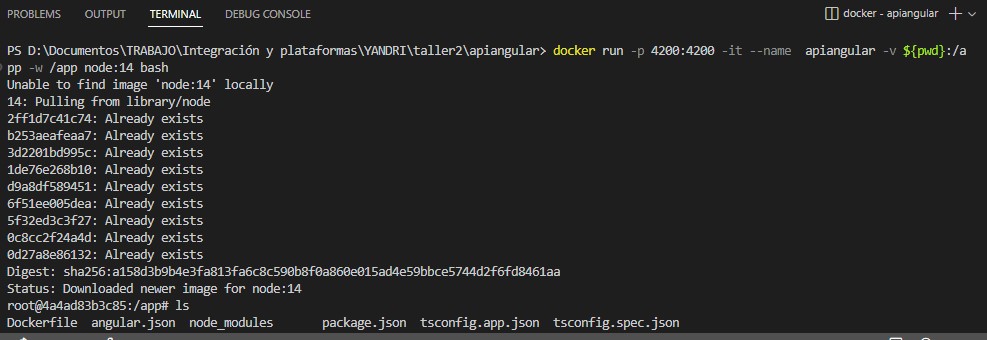 PROBLEMS OUTPUT TERMINAL DEBUG CONSOLE docker - apiangular
PS D:\Documentos\TRABAJO\Integración y plataformas\YANDRI\taller2\apiangular> docker run -p 4200:4200 -it --name  apiangular -v ${pwd}:/a
pp -w /app node:14 bash
Unable to find image 'node:14' locally
14: Pulling from library/node
2ff1d7c41c74: Already exists
b253aeafeaa7: Already exists
3d2201bd995c: Already exists
1de76e268b10: Already exists
d9a8df589451: Already exists
6f51ee005dea: Already exists
5f32ed3c3f27: Already exists
0c8cc2f24a4d: Already exists
0d27a8e86132: Already exists
Digest: sha256:a158d3b9b4e3fa813fa6c8c590b8f0a860e015ad4e59bbce5744d2f6fd8461aa
Status: Downloaded newer image for node:14
root@4a4ad83b3c85:/app# ls
Dockerfile  angular.json  node_modules       package.json  tsconfig.app.json  tsconfig.spec.json